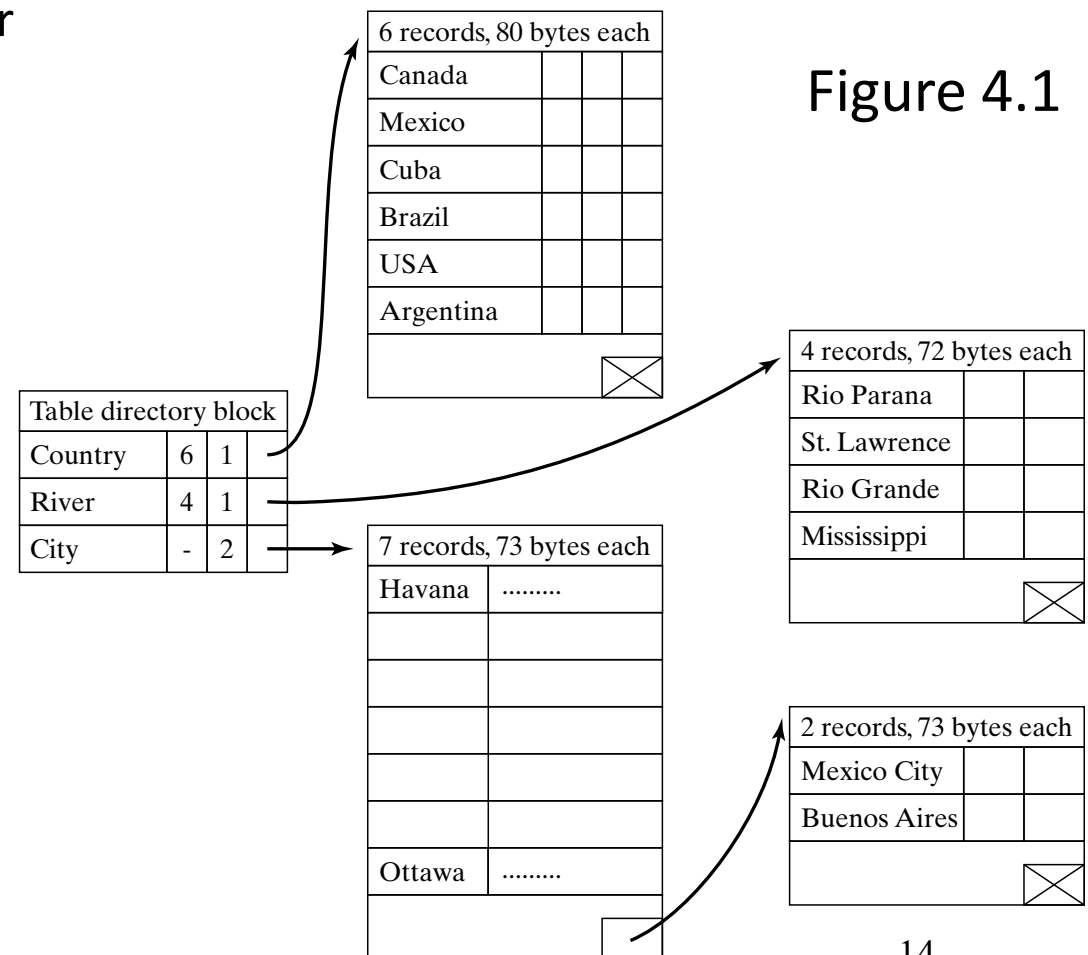 r
Figure 4.1
6 records, 80 bytes each
Canada
Mexico
Cuba
Brazil
USA
Argentina
Table directory block
Country 6 1
River 4 1
City - 2
4 records, 72 bytes each
Rio Parana
St. Lawrence
Rio Grande
Mississippi
7 records, 73 bytes each
Havana .........
Ottawa .........
2 records, 73 bytes each
Mexico City
Buenos Aires
14